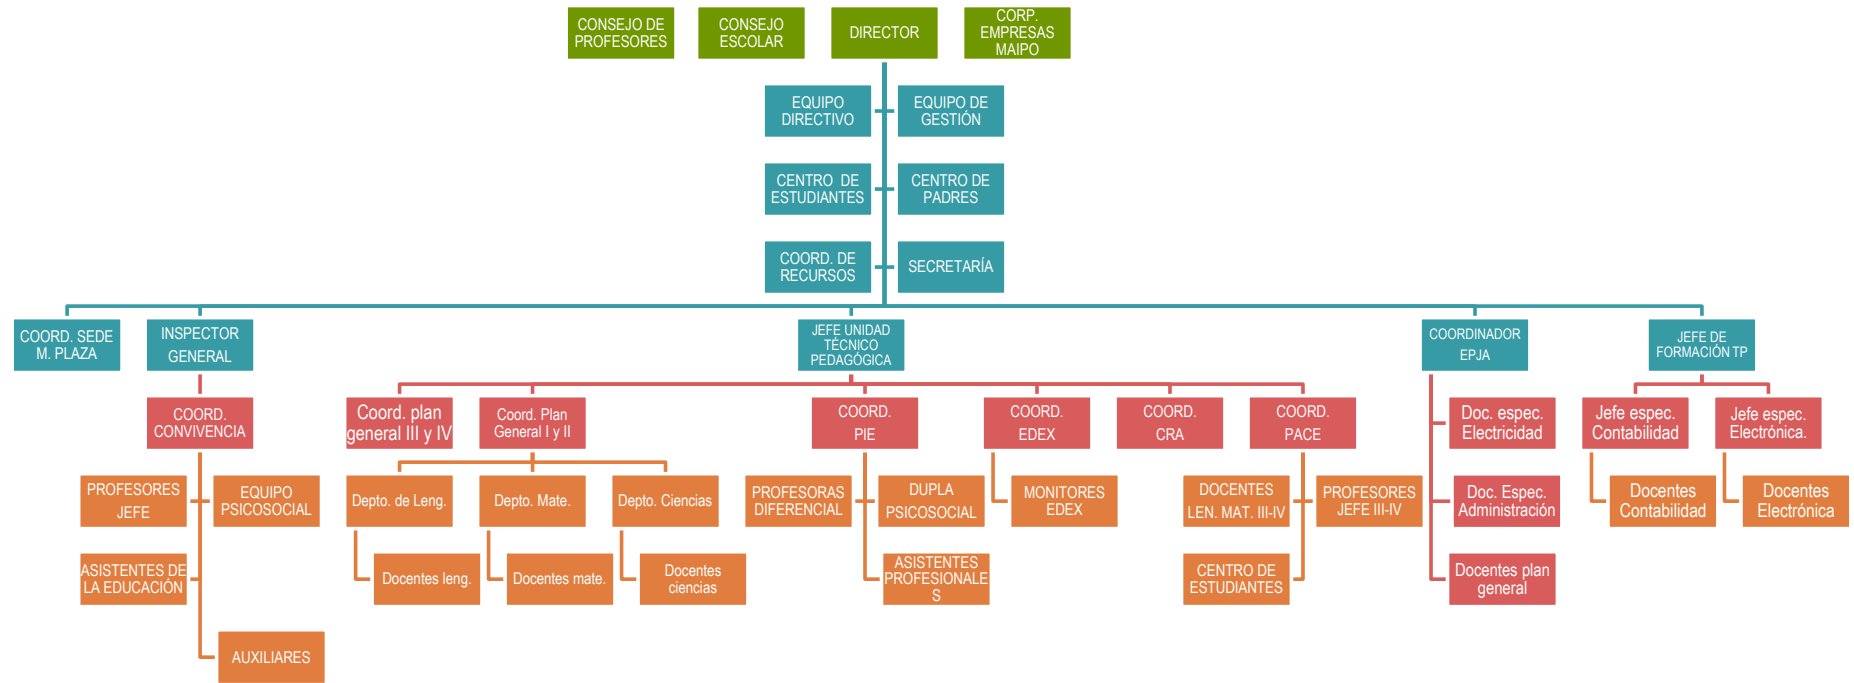 CONSEJO DE
PROFESORES
CONSEJO
ESCOLAR
DIRECTOR
CORP.
EMPRESAS
MAIPO
EQUIPO
DIRECTIVO
EQUIPO DE
GESTIÓN
CENTRO DE
ESTUDIANTES
CENTRO DE
PADRES
COORD. DE
RECURSOS
SECRETARÍA
COORD. SEDE
M. PLAZA
INSPECTOR
GENERAL
JEFE UNIDAD
TÉCNICO
PEDAGÓGICA
COORDINADOR
EPJA
JEFE DE
FORMACIÓN TP
COORD.
CONVIVENCIA
Coord. plan
general III y IV
Coord. Plan
General I y II
COORD.
PIE
COORD.
EDEX
COORD.
CRA
COORD.
PACE
Doc. espec.
Electricidad
Jefe espec.
Contabilidad
Jefe espec.
Electrónica.
PROFESORES
JEFE
EQUIPO
PSICOSOCIAL
Depto. de Leng.
Depto. Mate.
Depto. Ciencias
PROFESORAS
DIFERENCIAL
DUPLA
PSICOSOCIAL
MONITORES
EDEX
DOCENTES
LEN. MAT. III-IV
PROFESORES
JEFE III-IV
Doc. Espec.
Administración
Docentes
Contabilidad
Docentes
Electrónica
ASISTENTES DE
LA EDUCACIÓN
Docentes leng.
Docentes mate.
Docentes
ciencias
ASISTENTES
PROFESIONALE
S
CENTRO DE
ESTUDIANTES
Docentes plan
general
AUXILIARES